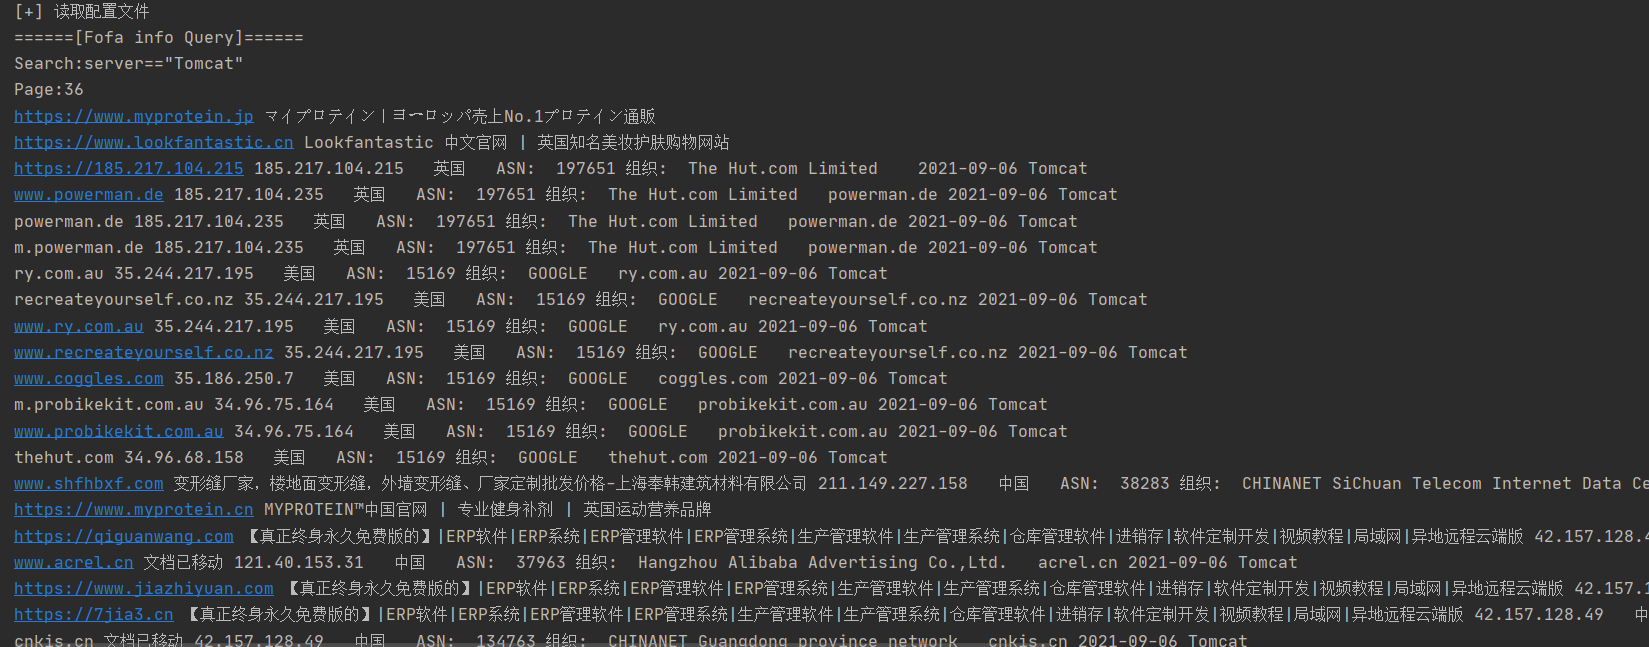 [+] 读取配置文件
======[Fofa info Query]======
Search:server=="Tomcat"
Page:36
https://www.myprotein.jp マイプロテイン|ヨーロッパ売上No.1プロテイン通販
https://www.lookfantastic.cn Lookfantastic 中文官网 | 英国知名美妆护肤购物网站
https://185.217.104.215 185.217.104.215 英国 ASN: 197651 组织: The Hut.com Limited 2021-09-06 Tomcat
www.powerman.de 185.217.104.235 英国 ASN: 197651 组织: The Hut.com Limited powerman.de 2021-09-06 Tomcat
powerman.de 185.217.104.235 英国 ASN: 197651 组织: The Hut.com Limited powerman.de 2021-09-06 Tomcat
m.powerman.de 185.217.104.235 英国 ASN: 197651 组织: The Hut.com Limited powerman.de 2021-09-06 Tomcat
ry.com.au 35.244.217.195 美国 ASN: 15169 组织: GOOGLE ry.com.au 2021-09-06 Tomcat
recreateyourself.co.nz 35.244.217.195 美国 ASN: 15169 组织: GOOGLE recreateyourself.co.nz 2021-09-06 Tomcat
www.ry.com.au 35.244.217.195 美国 ASN: 15169 组织: GOOGLE ry.com.au 2021-09-06 Tomcat
www.recreateyourself.co.nz 35.244.217.195 美国 ASN: 15169 组织: GOOGLE recreateyourself.co.nz 2021-09-06 Tomcat
www.coggles.com 35.186.250.7 美国 ASN: 15169 组织: GOOGLE coggles.com 2021-09-06 Tomcat
m.probikekit.com.au 34.96.75.164 美国 ASN: 15169 组织: GOOGLE probikekit.com.au 2021-09-06 Tomcat
www.probikekit.com.au 34.96.75.164 美国 ASN: 15169 组织: GOOGLE probikekit.com.au 2021-09-06 Tomcat
thehut.com 34.96.68.158 美国 ASN: 15169 组织: GOOGLE thehut.com 2021-09-06 Tomcat
www.shfhbxf.com 变形缝厂家，楼地面变形缝，外墙变形缝、厂家定制批发价格-上海奉韩建筑材料有限公司 211.149.227.158 中国 ASN: 38283 组织: CHINANET SiChuan Telecom Internet Data Ce
https://www.myprotein.cn MYPROTEIN™中国官网 | 专业健身补剂 | 英国运动营养品牌
https://qiguanwang.com 【真正终身永久免费版的】|ERP软件|ERP系统|ERP管理软件|ERP管理系统|生产管理软件|生产管理系统|仓库管理软件|进销存|软件定制开发|视频教程|局域网|异地远程云端版 42.157.128.4
www.acrel.cn 文档已移动 121.40.153.31 中国 ASN: 37963 组织: Hangzhou Alibaba Advertising Co.,Ltd. acrel.cn 2021-09-06 Tomcat
https://www.jiazhiyuan.com 【真正终身永久免费版的】|ERP软件|ERP系统|ERP管理软件|ERP管理系统|生产管理软件|生产管理系统|仓库管理软件|进销存|软件定制开发|视频教程|局域网|异地远程云端版 42.157.1
https://7jia3.cn 【真正终身永久免费版的】|ERP软件|ERP系统|ERP管理软件|ERP管理系统|生产管理软件|生产管理系统|仓库管理软件|进销存|软件定制开发|视频教程|局域网|异地远程云端版 42.157.128.49 中
cnkis.cn 文档已移动 42.157.128.49 中国 ASN: 134763 组织: CHINANET Guangdong province network cnkis.cn 2021-09-06 Tomcat